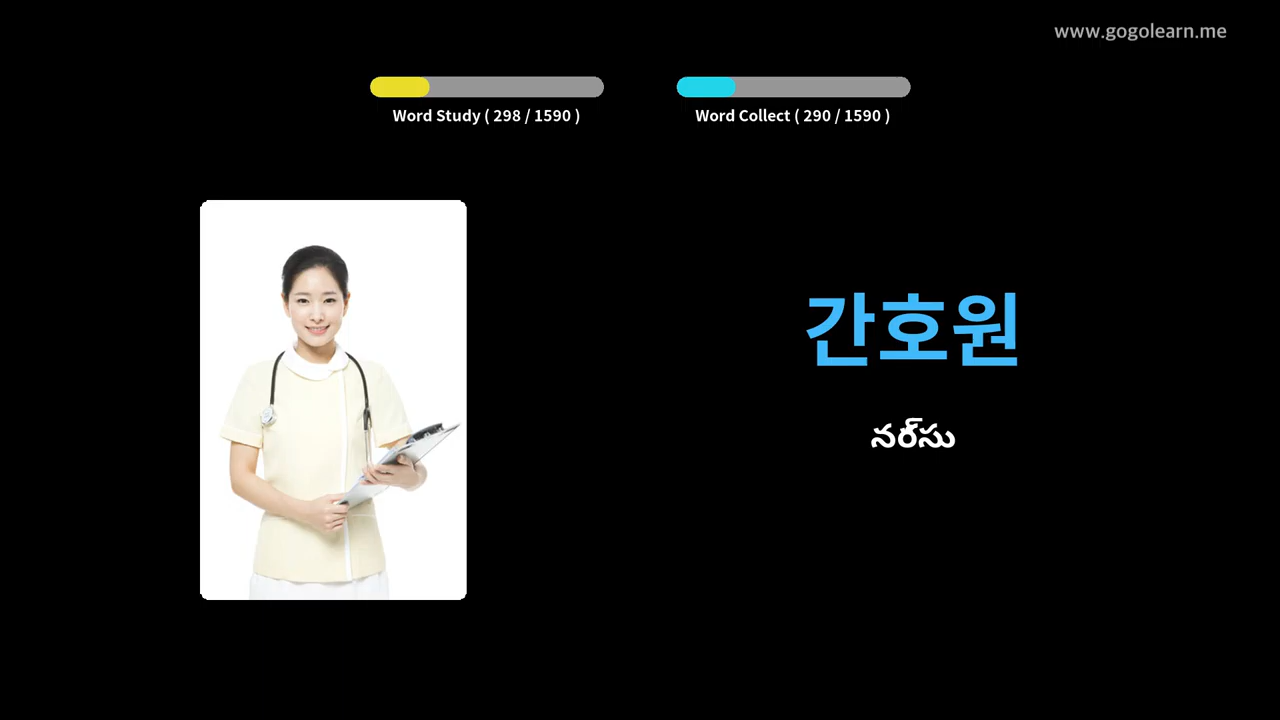 www.gogolearn.me
Word Study ( 298 / 1590 )
Word Collect ( 290 / 1590 )
간호원
నర్‌సు